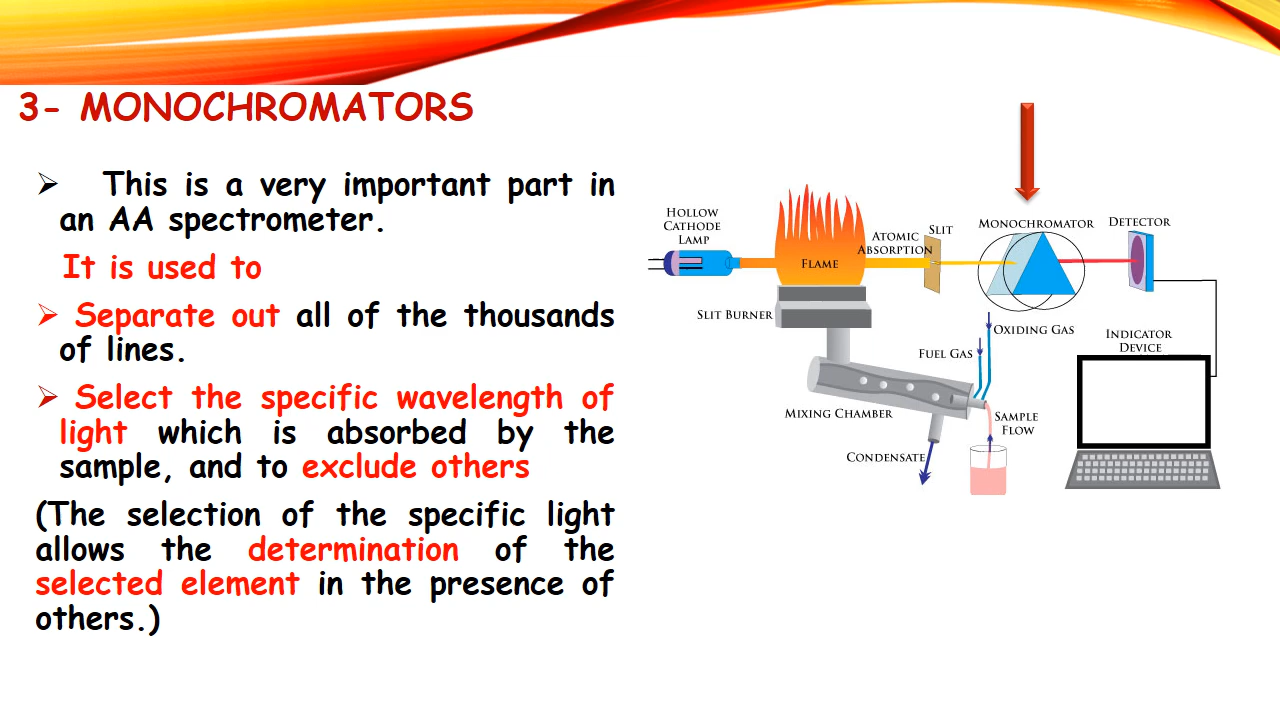 3- MONOCHROMATORS
➢ This is a very important part in
an AA spectrometer.
It is used to
➢ Separate out all of the thousands
of lines.
➢ Select the specific wavelength of
light which is absorbed by the
sample, and to exclude others
(The selection of the specific light
allows the determination of the
selected element in the presence of
others.)
HOLLOW
CATHODE
LAMP
FLAME
ATOMIC
ABSORPTION
SLIT
MONOCHROMATOR
DETECTOR
SLIT BURNER
OXIDING GAS
FUEL GAS
INDICATOR
DEVICE
MIXING CHAMBER
SAMPLE
FLOW
CONDENSATE